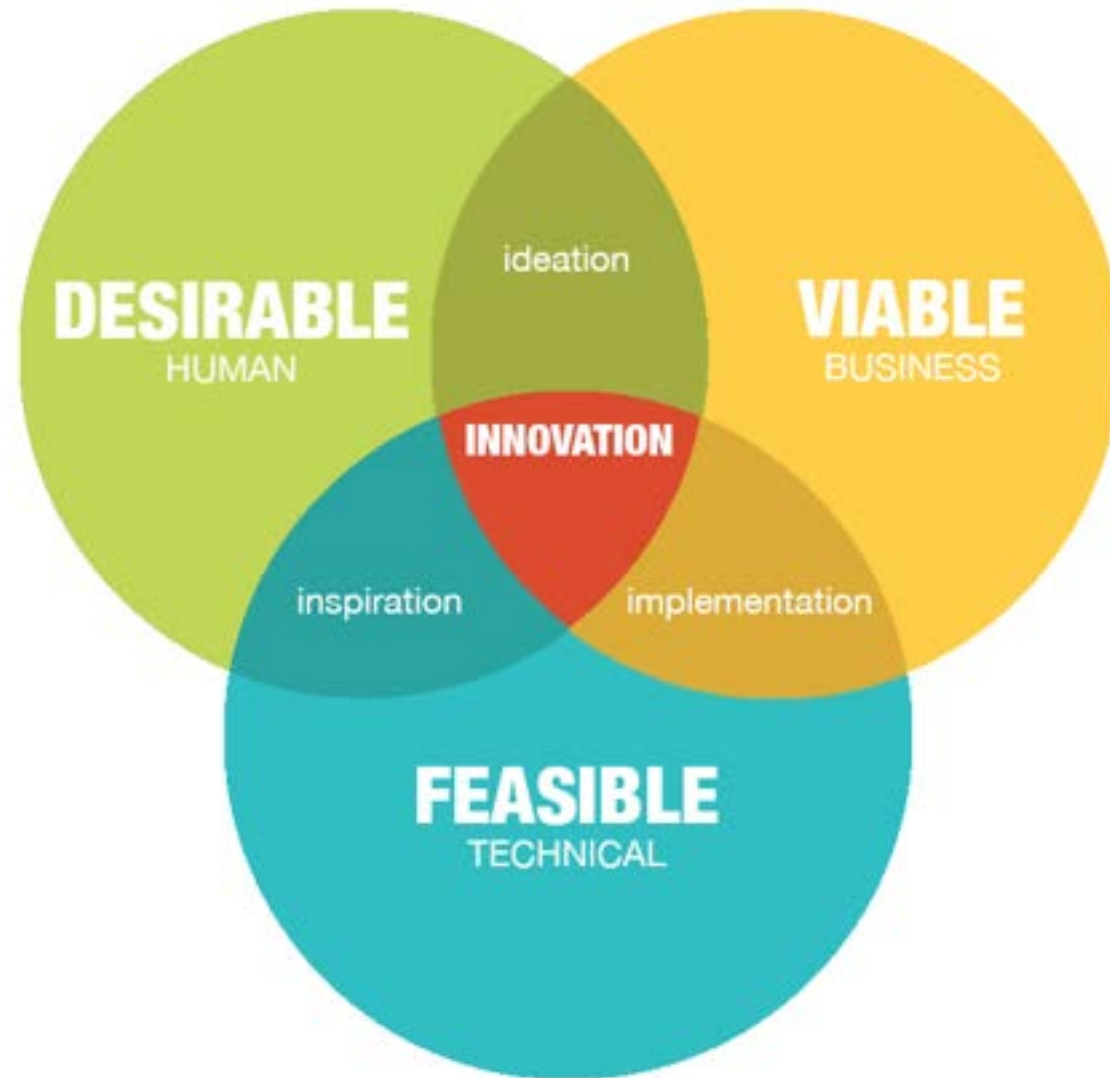 ideation
DESIRABLE
HUMAN
VIABLE
BUSINESS
INNOVATION
inspiration
implementation
FEASIBLE
TECHNICAL